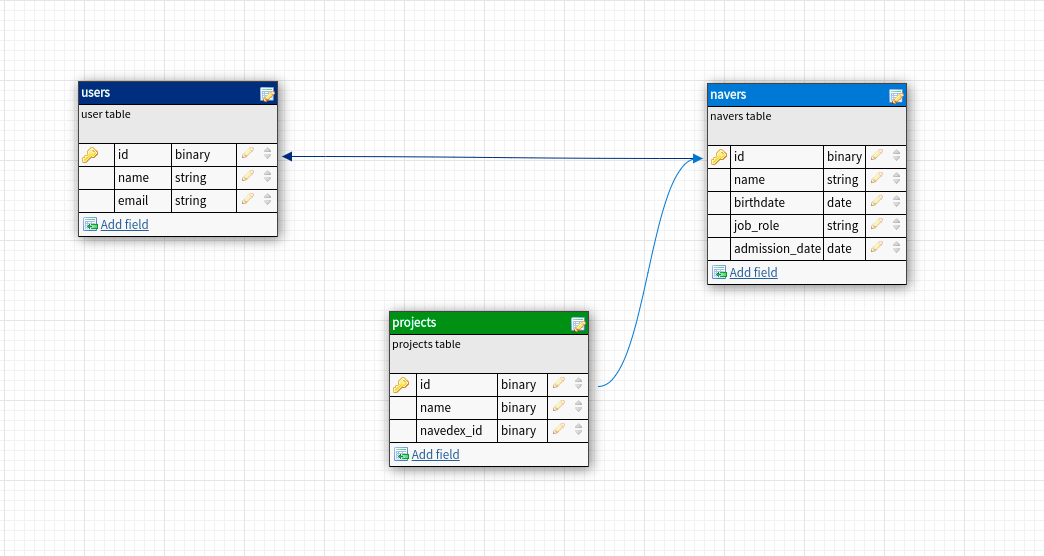 users
user table
id binary
name string
email string
Add field
navers
navers table
id binary
name string
birthdate date
job_role string
admission_date date
Add field
projects
projects table
id binary
name binary
navedex_id binary
Add field